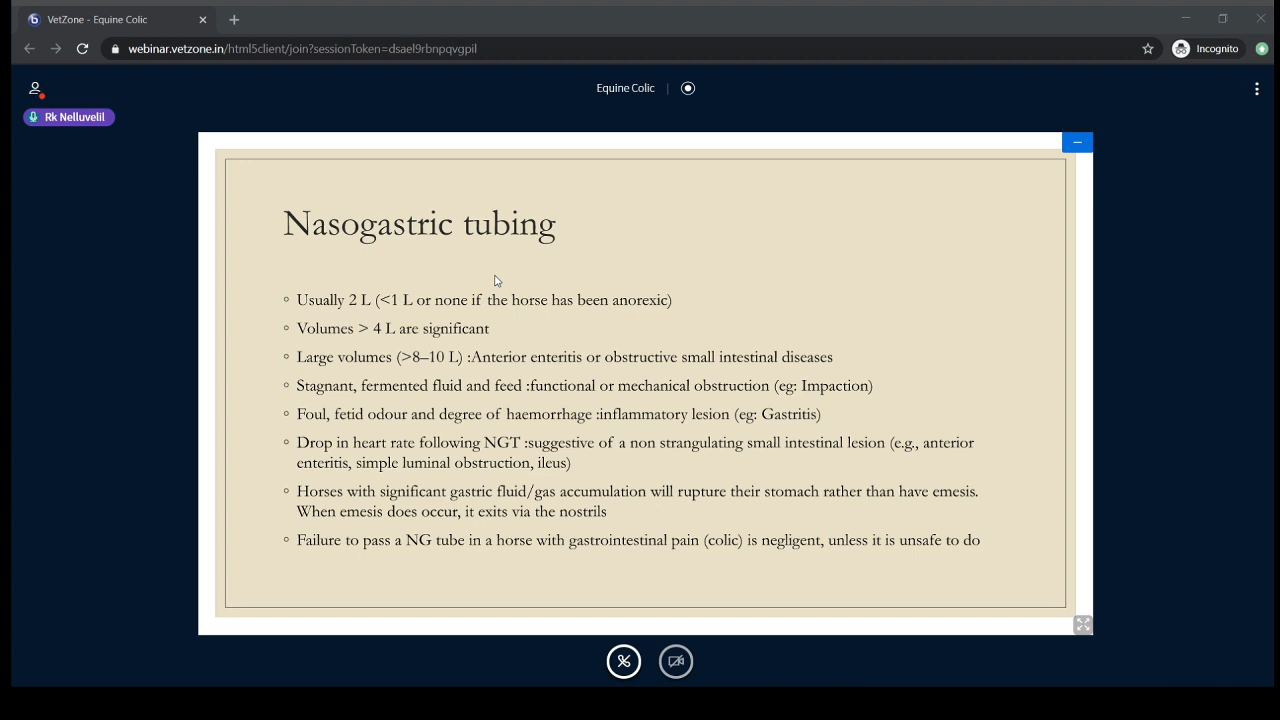 VetZone - Equine Colic
webinar.vetzone.in/html5client/join?sessionToken=dsael9rbnpqvgpil
Incognito
Equine Colic
Rk Nelluvelil
Nasogastric tubing
◦ Usually 2 L (<1 L or none if the horse has been anorexic)
◦ Volumes > 4 L are significant
◦ Large volumes (>8–10 L) :Anterior enteritis or obstructive small intestinal diseases
◦ Stagnant, fermented fluid and feed :functional or mechanical obstruction (eg: Impaction)
◦ Foul, fetid odour and degree of haemorrhage :inflammatory lesion (eg: Gastritis)
◦ Drop in heart rate following NGT :suggestive of a non strangulating small intestinal lesion (e.g., anterior
enteritis, simple luminal obstruction, ileus)
◦ Horses with significant gastric fluid/gas accumulation will rupture their stomach rather than have emesis.
When emesis does occur, it exits via the nostrils
◦ Failure to pass a NG tube in a horse with gastrointestinal pain (colic) is negligent, unless it is unsafe to do